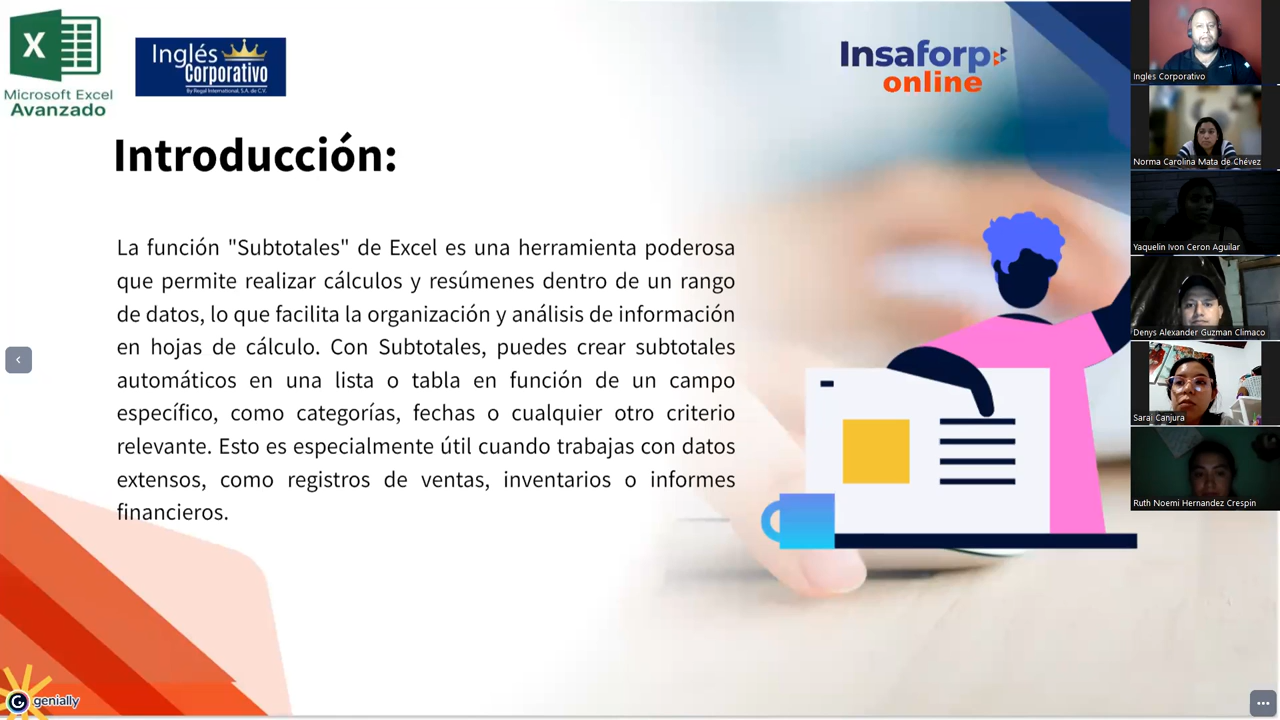 Microsoft Excel
Avanzado
Inglés
Corporativo
By Regal International, S.A. de C.V.
Insaforp
online
Introducción:
La función "Subtotales" de Excel es una herramienta poderosa
que permite realizar cálculos y resúmenes dentro de un rango
de datos, lo que facilita la organización y análisis de información
en hojas de cálculo. Con Subtotales, puedes crear subtotales
automáticos en una lista o tabla en función de un campo
específico, como categorías, fechas o cualquier otro criterio
relevante. Esto es especialmente útil cuando trabajas con datos
extensos, como registros de ventas, inventarios o informes
financieros.
genially
Ingles Corporativo
Norma Carolina Mata de Chévez
Yaquelin Ivon Ceron Aguilar
Denys Alexander Guzman Climaco
Sarai Canjura
Ruth Noemi Hernandez Crespin